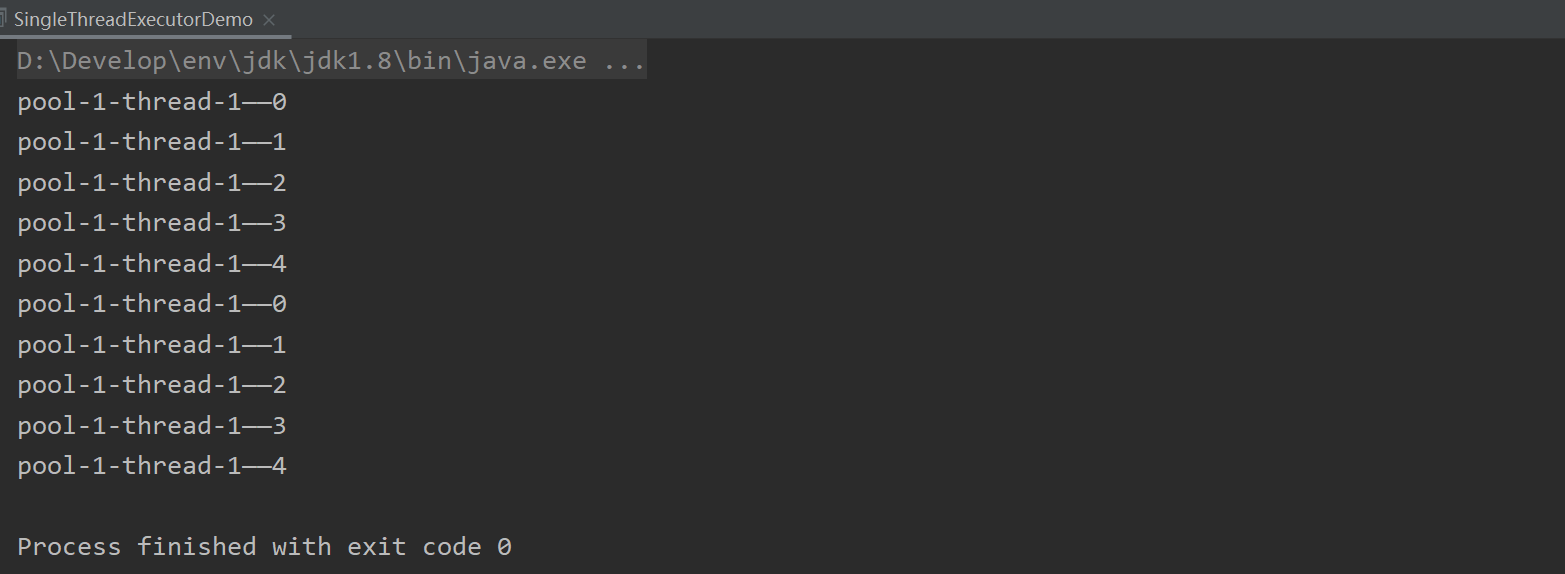 SingleThreadExecutorDemo
D:\Develop\env\jdk\jdk1.8\bin\java.exe ...
pool-1-thread-1——0
pool-1-thread-1——1
pool-1-thread-1——2
pool-1-thread-1——3
pool-1-thread-1——4
pool-1-thread-1——0
pool-1-thread-1——1
pool-1-thread-1——2
pool-1-thread-1——3
pool-1-thread-1——4
Process finished with exit code 0